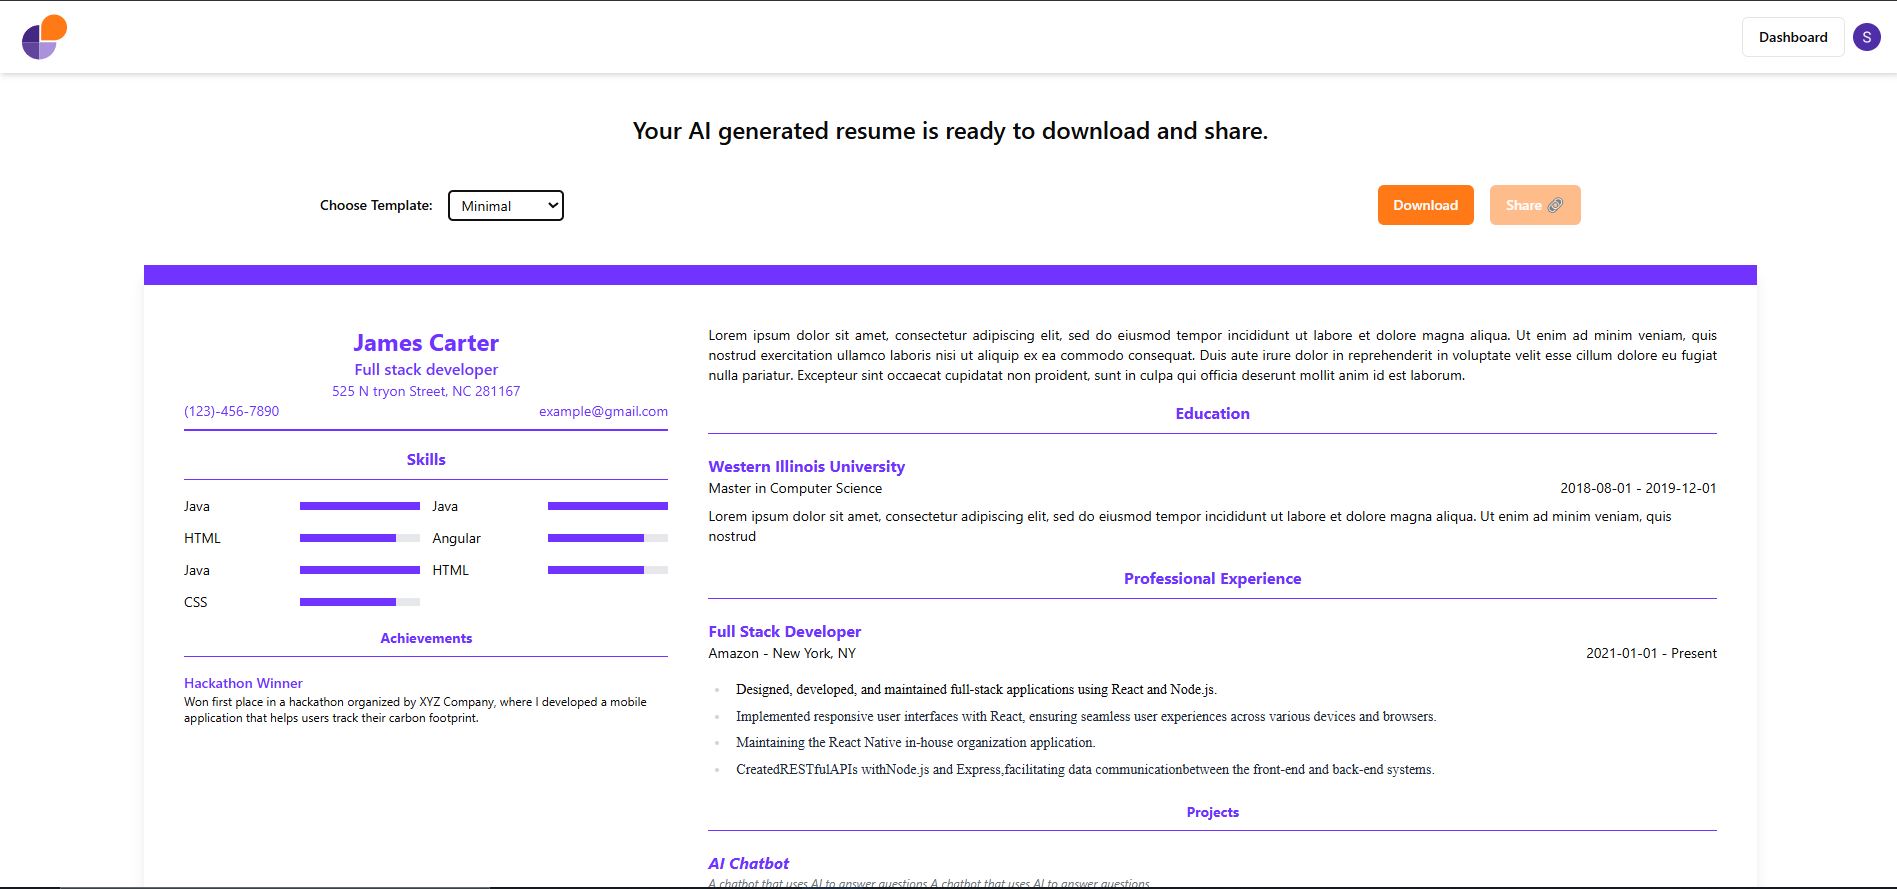 Dashboard
S
Your AI generated resume is ready to download and share.
Choose Template:
Minimal
Download
Share
James Carter
Full stack developer
525 N tryon Street, NC 281167
(123)-456-7890
example@gmail.com
Skills
Java
Java
HTML
Angular
Java
HTML
CSS
Achievements
Hackathon Winner
Won first place in a hackathon organized by XYZ Company, where I developed a mobile
application that helps users track their carbon footprint.
Lorem ipsum dolor sit amet, consectetur adipiscing elit, sed do eiusmod tempor incididunt ut labore et dolore magna aliqua. Ut enim ad minim veniam, quis
nostrud exercitation ullamco laboris nisi ut aliquip ex ea commodo consequat. Duis aute irure dolor in reprehenderit in voluptate velit esse cillum dolore eu fugiat
nulla pariatur. Excepteur sint occaecat cupidatat non proident, sunt in culpa qui officia deserunt mollit anim id est laborum.
Education
Western Illinois University
Master in Computer Science
2018-08-01 - 2019-12-01
Lorem ipsum dolor sit amet, consectetur adipiscing elit, sed do eiusmod tempor incididunt ut labore et dolore magna aliqua. Ut enim ad minim veniam, quis
nostrud
Professional Experience
Full Stack Developer
Amazon - New York, NY
2021-01-01 - Present
Designed, developed, and maintained full-stack applications using React and Node.js.
Implemented responsive user interfaces with React, ensuring seamless user experiences across various devices and browsers.
Maintaining the React Native in-house organization application.
CreatedRESTfulAPIs withNode.js and Express,facilitating data communicationbetween the front-end and back-end systems.
Projects
AI Chatbot
A chatbot that uses AI to answer questions A chatbot that uses AI to answer questions